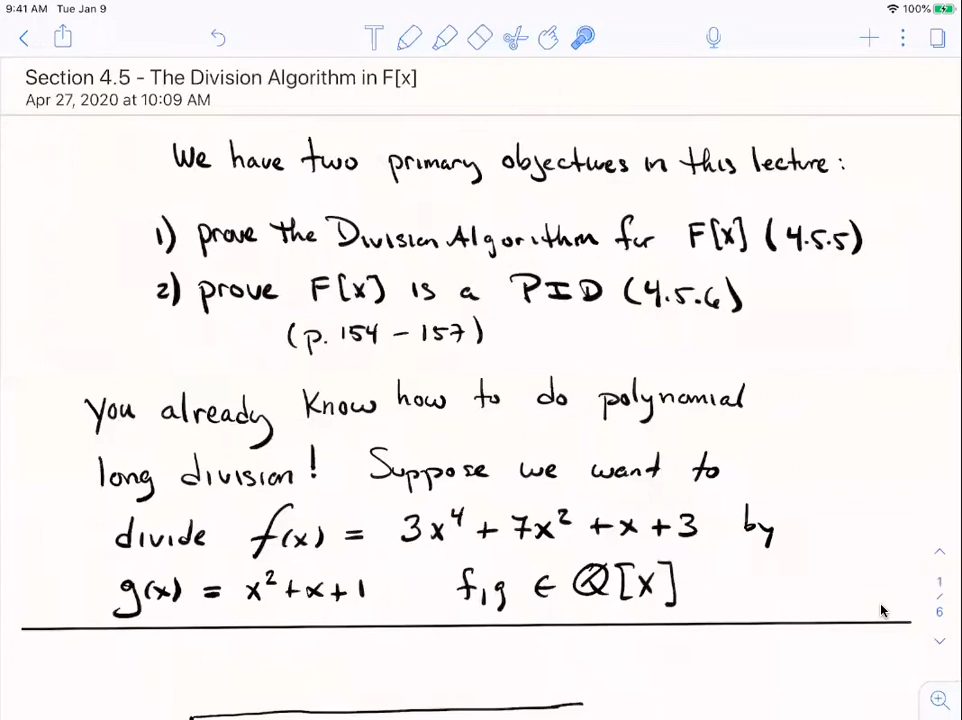 9:41 AM Tue Jan 9
100%
Section 4.5 - The Division Algorithm in F[x]
Apr 27, 2020 at 10:09 AM
We have two primary objectives in this lecture:
1) prove the Division Algorithm for F[x] (4.5.5)
2) prove F[x] is a PID (4.5.6)
(p. 154 - 157)
You already know how to do polynomial
long division! Suppose we want to
divide f(x) = 3x⁴ + 7x² + x + 3 by
g(x) = x² + x + 1 f, g ∈ ℚ[x]
1
/
6